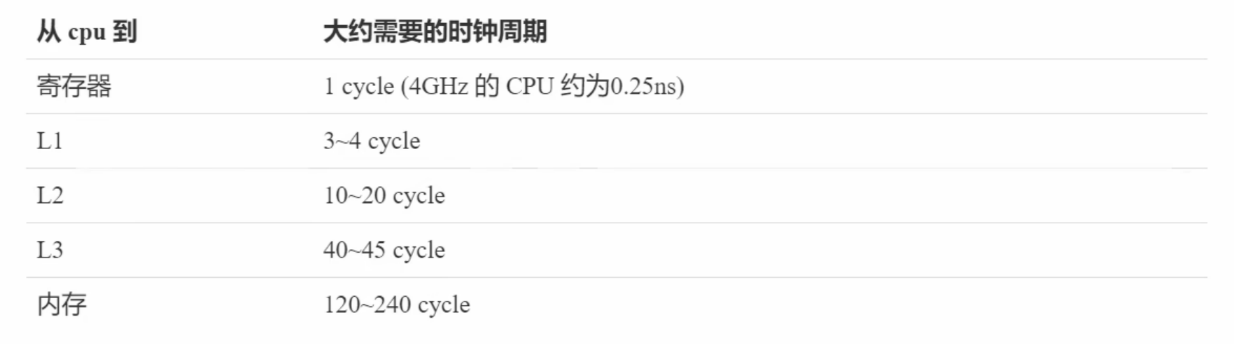 从 cpu 到 大约需要的时钟周期
寄存器 1 cycle (4GHz 的 CPU 约为0.25ns)
L1 3~4 cycle
L2 10~20 cycle
L3 40~45 cycle
内存 120~240 cycle